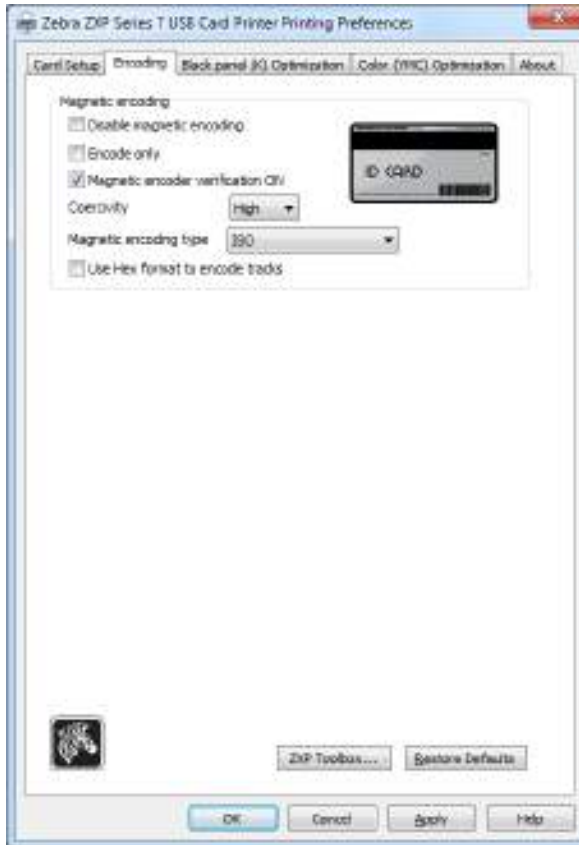 Zebra ZXP Series 7 USB Card Printer Printing Preferences
Card Setup Encoding Black panel (K) Optimization Color (YMC) Optimization About
Magnetic encoding
Disable magnetic encoding
Encode only
Magnetic encoder verification ON
ID CARD
Coercivity High
Magnetic encoding type ISO
Use Hex format to encode tracks
ZXP Toolbox... Restore Defaults
OK Cancel Apply Help